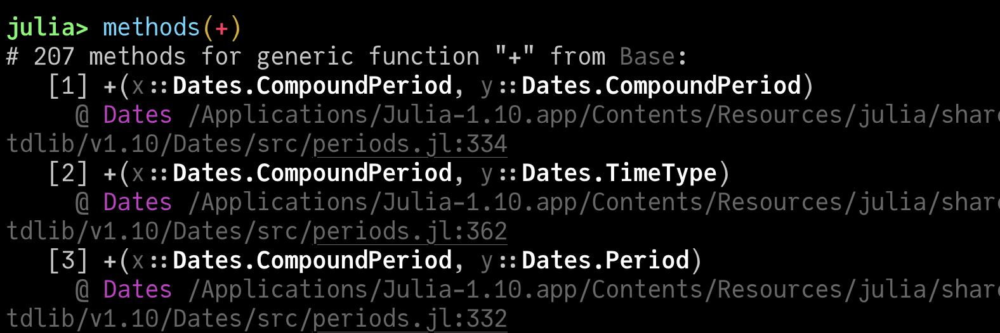 julia> methods(+)
# 207 methods for generic function "+" from Base:
[1] +(x::Dates.CompoundPeriod, y::Dates.CompoundPeriod)
@ Dates /Applications/Julia-1.10.app/Contents/Resources/julia/share
tdlib/v1.10/Dates/src/periods.jl:334
[2] +(x::Dates.CompoundPeriod, y::Dates.TimeType)
@ Dates /Applications/Julia-1.10.app/Contents/Resources/julia/share
tdlib/v1.10/Dates/src/periods.jl:362
[3] +(x::Dates.CompoundPeriod, y::Dates.Period)
@ Dates /Applications/Julia-1.10.app/Contents/Resources/julia/share
tdlib/v1.10/Dates/src/periods.jl:332